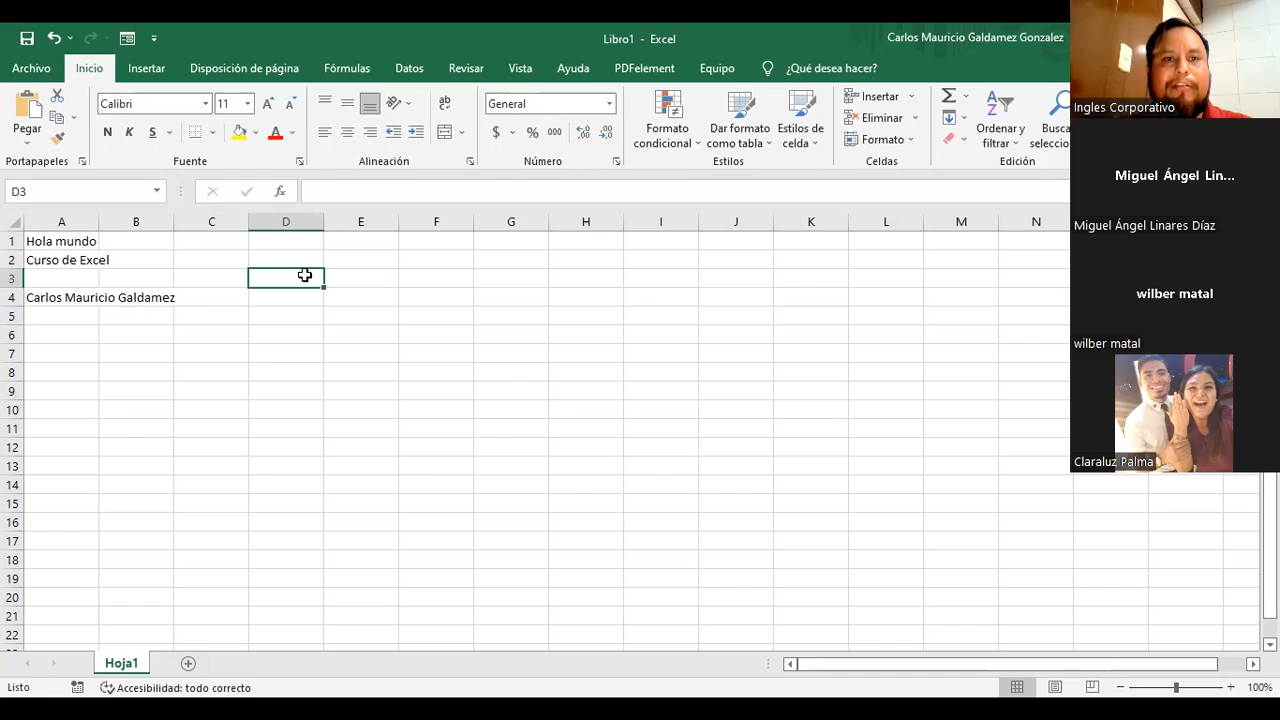 Libro1 - Excel
Carlos Mauricio Galdamez Gonzalez
Archivo Inicio Insertar Disposición de página Fórmulas Datos Revisar Vista Ayuda PDFelement Equipo ¿Qué desea hacer?
Pegar
Calibri 11
N K S
General
$ % 000
Formato condicional
Dar formato como tabla
Estilos de celda
Insertar
Eliminar
Formato
Ordenar y filtrar
Portapapeles Fuente Alineación Número Estilos Celdas Edición
D3
fx
A B C D E F G H I J K L M N
1 Hola mundo
2 Curso de Excel
3
4 Carlos Mauricio Galdamez
5
6
7
8
9
10
11
12
13
14
15
16
17
18
19
20
21
22
Hoja1
Listo Accesibilidad: todo correcto 100%
Ingles Corporativo
Miguel Ángel Lin...
Miguel Ángel Linares Díaz
wilber matal
wilber matal
Claraluz Palma